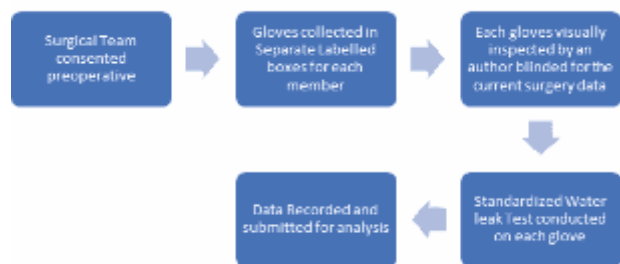 Surgical Team
consented
preoperative
Gloves collected in
Separate Labelled
boxes for each
member
Each gloves visually
inspected by an
author blinded for the
current surgery data
Standardized Water
leak Test conducted
on each glove
Data Recorded and
submitted for analysis